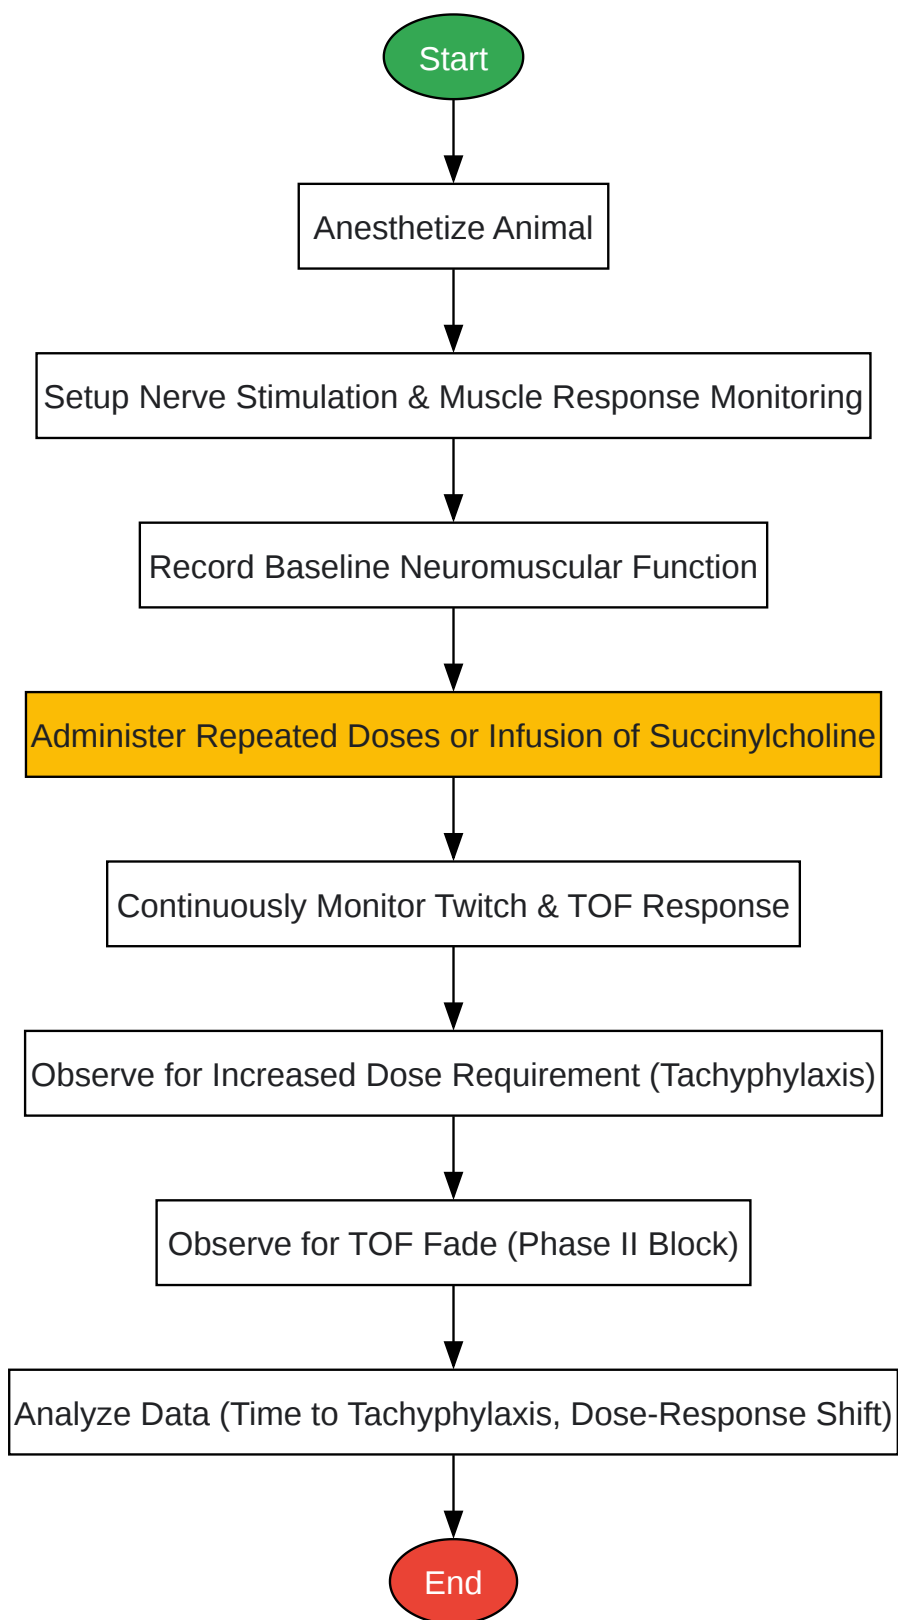 Start
Anesthetize Animal
Setup Nerve Stimulation & Muscle Response Monitoring
Record Baseline Neuromuscular Function
Administer Repeated Doses or Infusion of Succinylcholine
Continuously Monitor Twitch & TOF Response
Observe for Increased Dose Requirement (Tachyphylaxis)
Observe for TOF Fade (Phase II Block)
Analyze Data (Time to Tachyphylaxis, Dose-Response Shift)
End